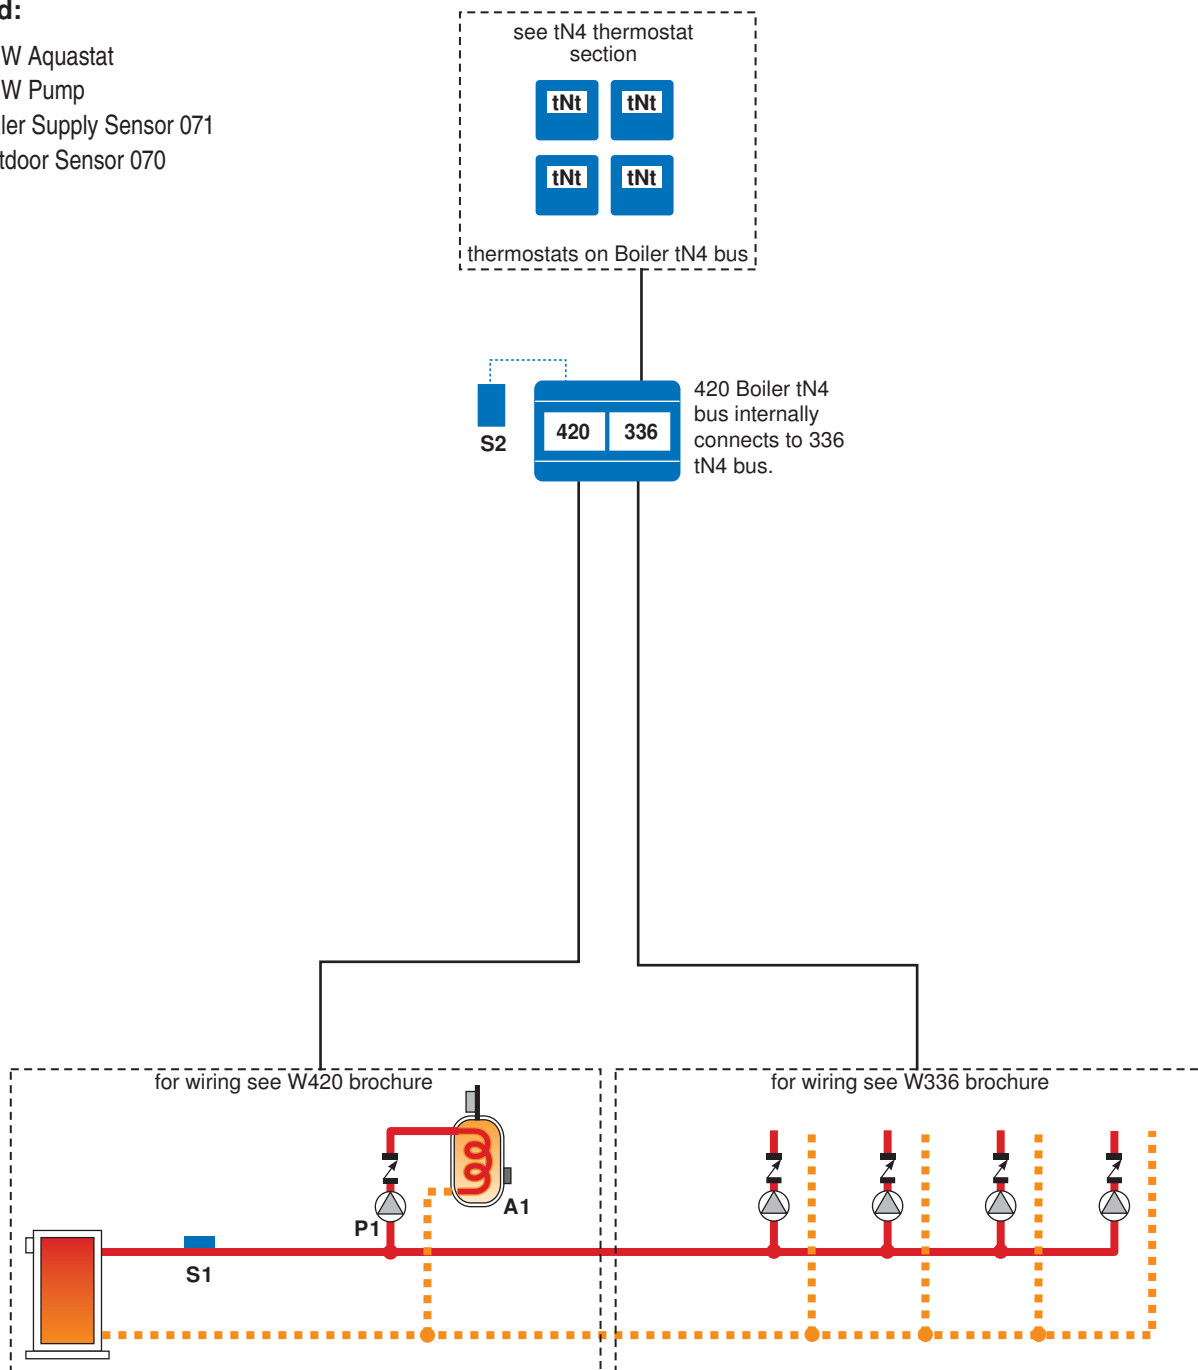 d:
W Aquastat
W Pump
ler Supply Sensor 071
tdoor Sensor 070
see tN4 thermostat
section
tNt tNt
tNt tNt
thermostats on Boiler tN4 bus
S2
420 336
420 Boiler tN4
bus internally
connects to 336
tN4 bus.
for wiring see W420 brochure
for wiring see W336 brochure
A1
P1
S1